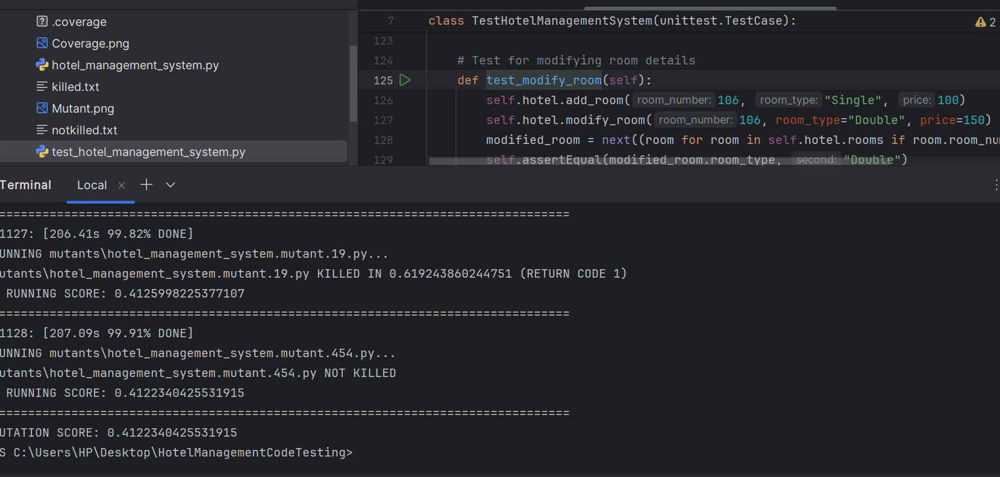 .coverage
Coverage.png
hotel_management_system.py
killed.txt
Mutant.png
notkilled.txt
test_hotel_management_system.py
7 class TestHotelManagementSystem(unittest.TestCase):
2
123
124 # Test for modifying room details
125 def test_modify_room(self):
126 self.hotel.add_room( room_number: 106, room_type: "Single", price: 100)
127 self.hotel.modify_room( room_number: 106, room_type="Double", price=150)
128 modified_room = next((room for room in self.hotel.rooms if room.room_nu
129 self.assertEqual(modified_room.room_type, second: "Double")
Terminal Local
==============================================================================
1127: [206.41s 99.82% DONE]
UNNING mutants\hotel_management_system.mutant.19.py...
utants\hotel_management_system.mutant.19.py KILLED IN 0.619243860244751 (RETURN CODE 1)
RUNNING SCORE: 0.4125998225377107
==============================================================================
1128: [207.09s 99.91% DONE]
UNNING mutants\hotel_management_system.mutant.454.py...
utants\hotel_management_system.mutant.454.py NOT KILLED
RUNNING SCORE: 0.4122340425531915
==============================================================================
UTATION SCORE: 0.4122340425531915
S C:\Users\HP\Desktop\HotelManagementCodeTesting>